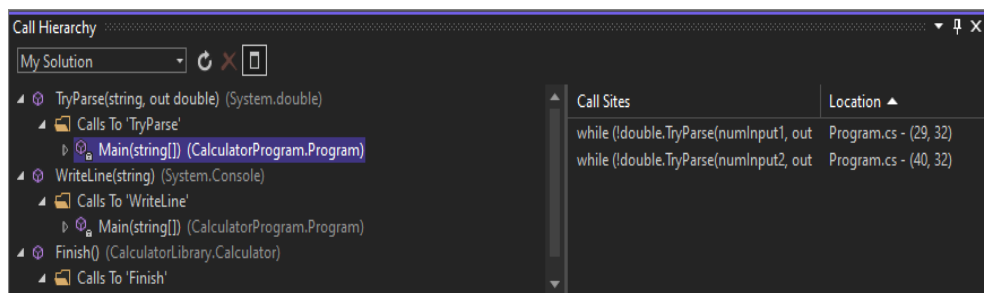 Call Hierarchy
My Solution
TryParse(string, out double) (System.double)
Calls To 'TryParse'
Main(string[]) (CalculatorProgram.Program)
WriteLine(string) (System.Console)
Calls To 'WriteLine'
Main(string[]) (CalculatorProgram.Program)
Finish() (CalculatorLibrary.Calculator)
Calls To 'Finish'
Call Sites Location
while (!double.TryParse(numInput1, out Program.cs - (29, 32)
while (!double.TryParse(numInput2, out Program.cs - (40, 32)